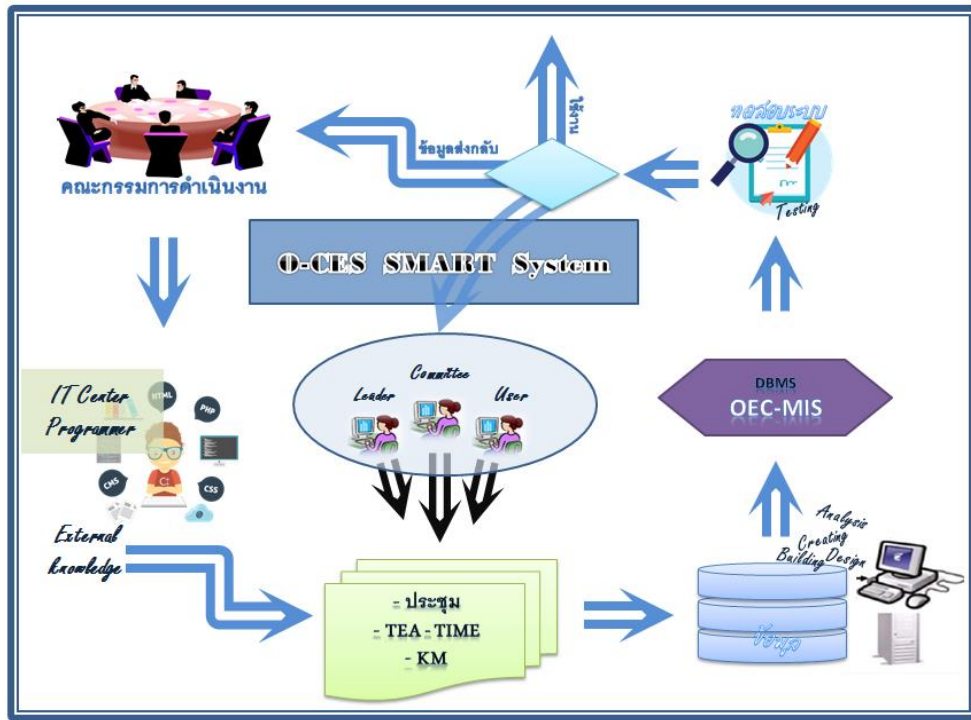 ใช้งาน
ทดสอบระบบ
ข้อมูลส่งกลับ
คณะกรรมการดำเนินงาน
Testing
O-CES SMART System
IT Center
Programmer
HTML
PHP
CMS
CSS
Committee
Leader
User
DBMS
OEC-MIS
External
knowledge
Analysis
Creating
Building Design
- ประชุม
- TEA - TIME
- KM
ข้อมูล